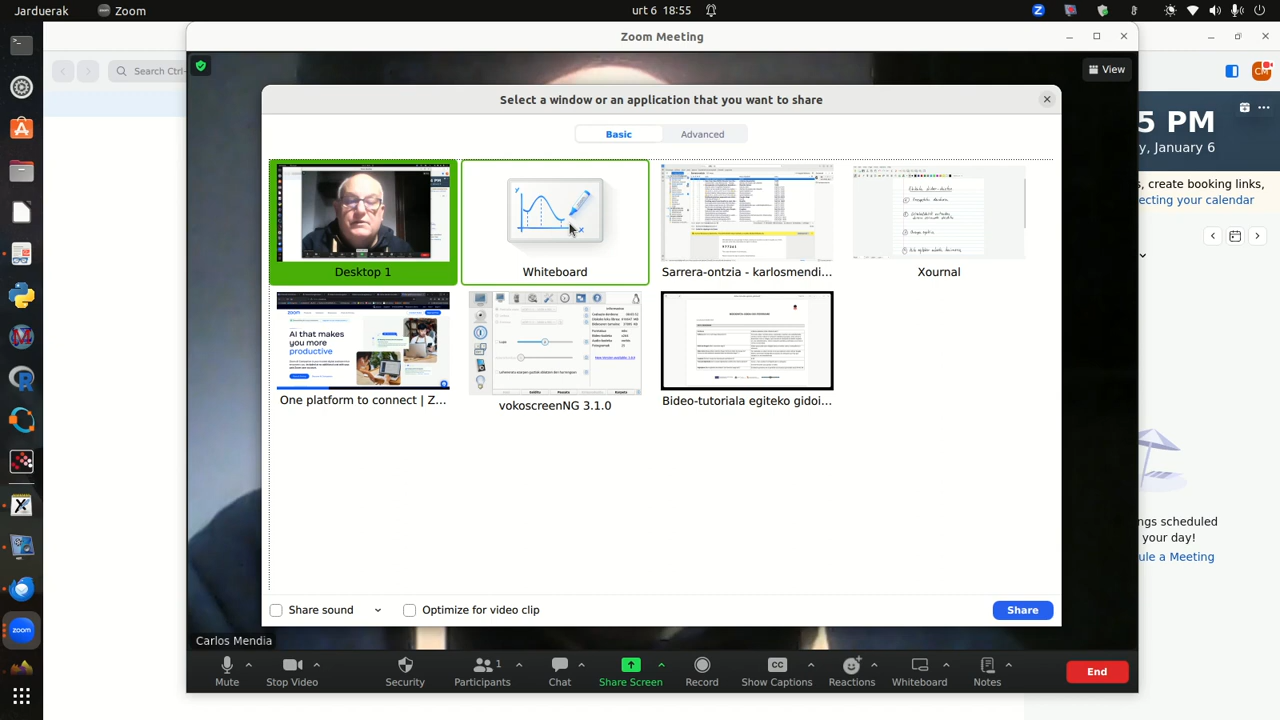 Jarduerak
Zoom
urt 6 18:55
Zoom Meeting
Search Ctrl-
View
CM
Select a window or an application that you want to share
Basic
Advanced
5 PM
y, January 6
s, create booking links,
ecting your calendar
Desktop 1
Whiteboard
Sarrera-ontzia - karlosmendi...
Xournal
AI that makes
you more
productive
One platform to connect | Z...
vokoscreenNG 3.1.0
Bideo-tutoriala egiteko gidoi...
ngs scheduled
your day!
ule a Meeting
Share sound
Optimize for video clip
Share
Carlos Mendia
Mute
Stop Video
Security
1
Participants
Chat
Share Screen
Record
CC
Show Captions
Reactions
Whiteboard
Notes
End
zoom